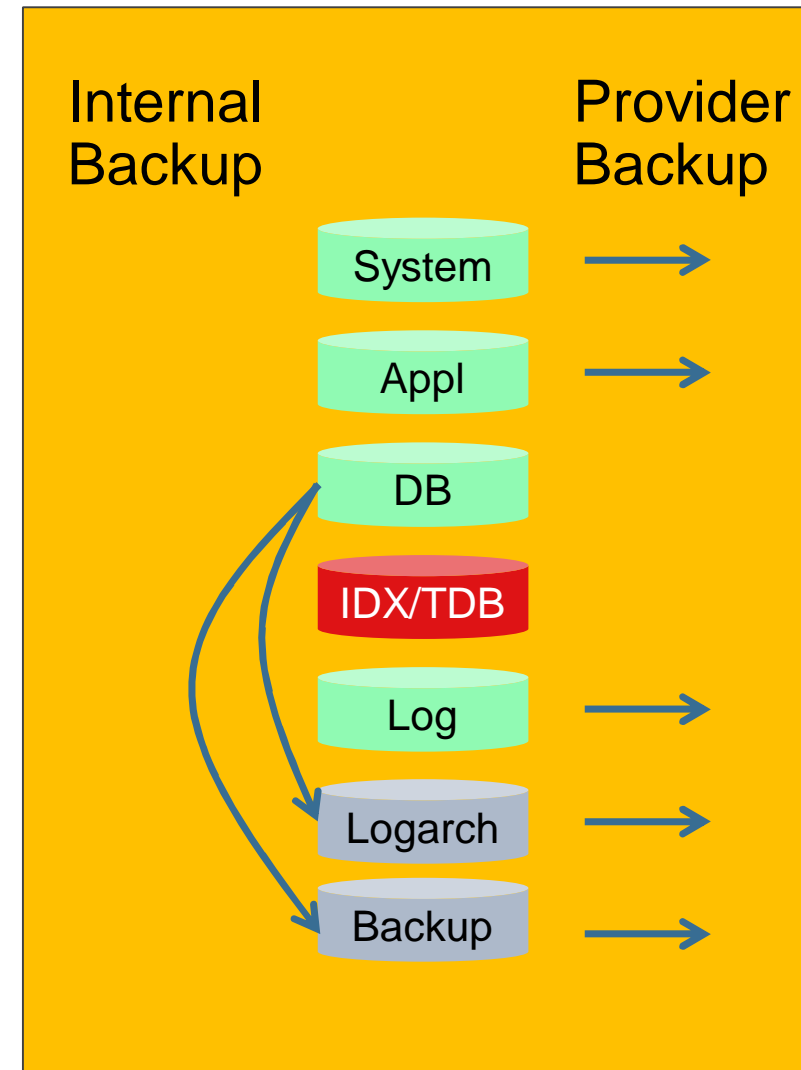 Internal
Backup
Provider
Backup
System
Appl
DB
IDX/TDB
Log
Logarch
Backup